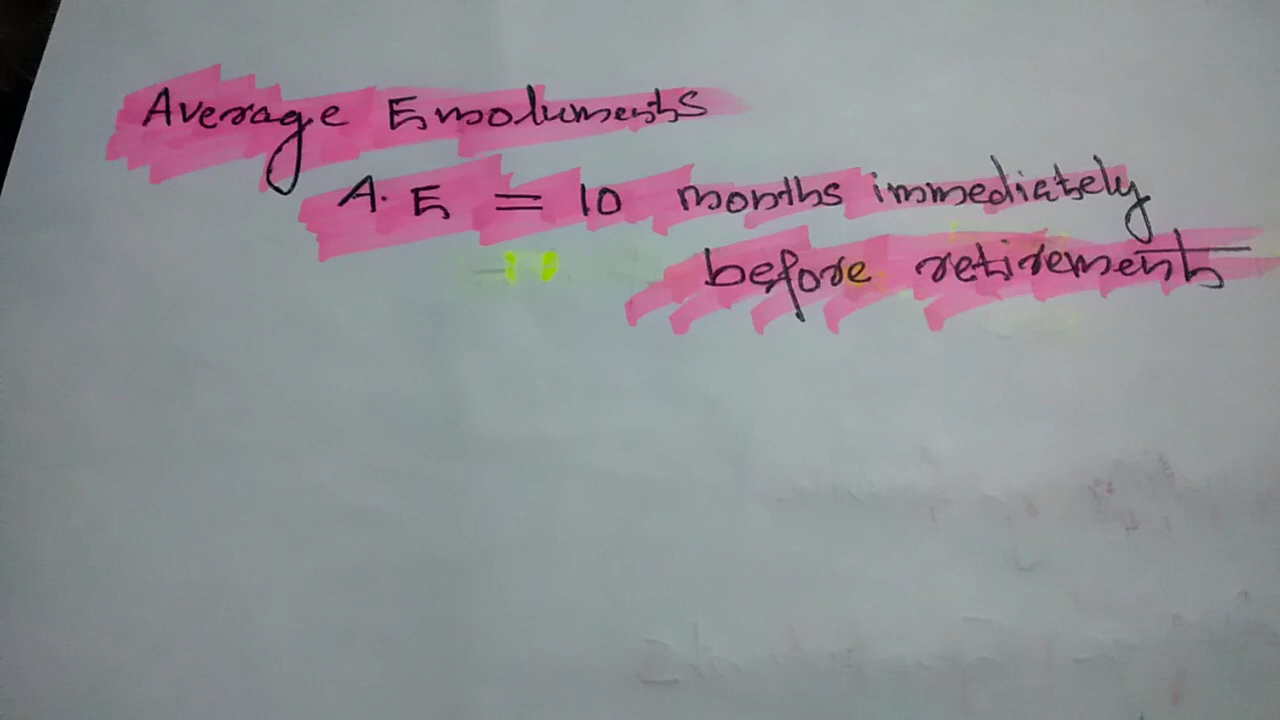 Average Emoluments
A.E = 10 months immediately
before retirement